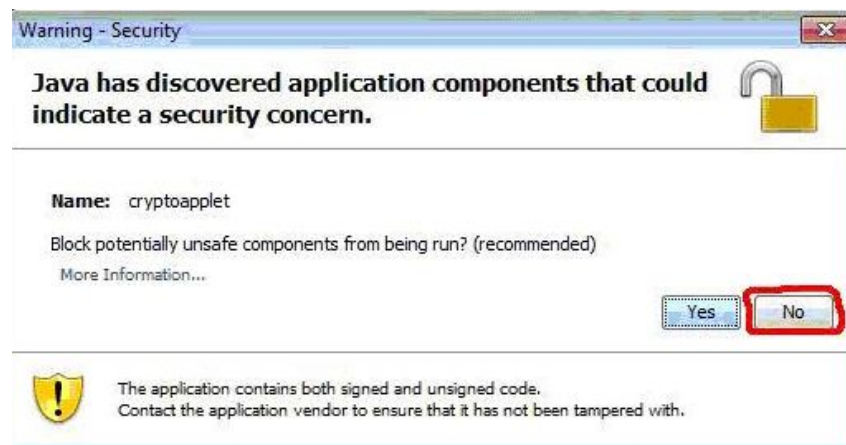 Warning - Security
Java has discovered application components that could
indicate a security concern.
Name: cryptoapplet
Block potentially unsafe components from being run? (recommended)
More Information...
Yes No
The application contains both signed and unsigned code.
Contact the application vendor to ensure that it has not been tampered with.